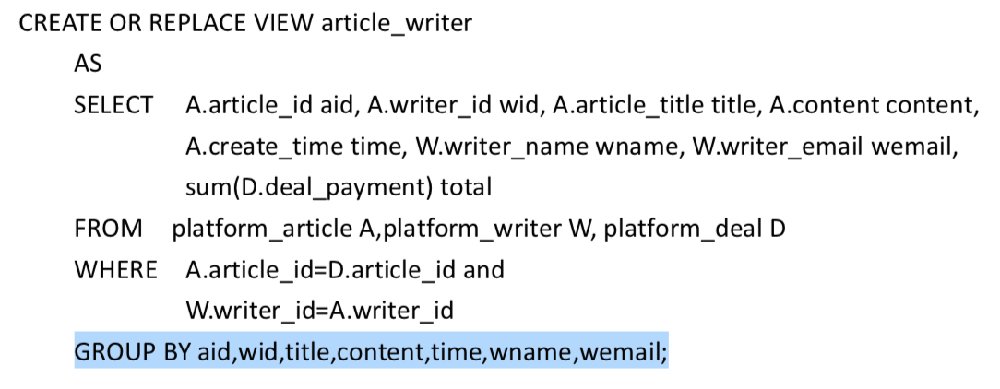 CREATE OR REPLACE VIEW article_writer
AS
SELECT A.article_id aid, A.writer_id wid, A.article_title title, A.content content,
A.create_time time, W.writer_name wname, W.writer_email wemail,
sum(D.deal_payment) total
FROM platform_article A,platform_writer W, platform_deal D
WHERE A.article_id=D.article_id and
W.writer_id=A.writer_id
GROUP BY aid,wid,title,content,time,wname,wemail;